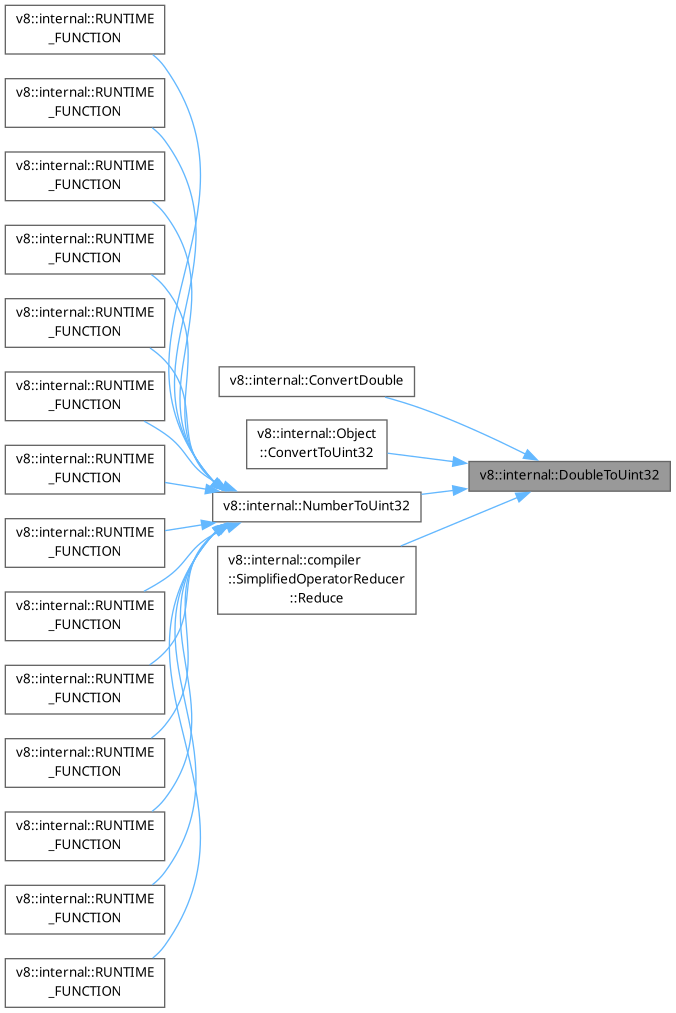 v8::internal::RUNTIME
_FUNCTION
v8::internal::RUNTIME
_FUNCTION
v8::internal::RUNTIME
_FUNCTION
v8::internal::RUNTIME
_FUNCTION
v8::internal::RUNTIME
_FUNCTION
v8::internal::RUNTIME
_FUNCTION
v8::internal::RUNTIME
_FUNCTION
v8::internal::RUNTIME
_FUNCTION
v8::internal::RUNTIME
_FUNCTION
v8::internal::RUNTIME
_FUNCTION
v8::internal::RUNTIME
_FUNCTION
v8::internal::RUNTIME
_FUNCTION
v8::internal::RUNTIME
_FUNCTION
v8::internal::RUNTIME
_FUNCTION
v8::internal::ConvertDouble
v8::internal::Object
::ConvertToUint32
v8::internal::NumberToUint32
v8::internal::compiler
::SimplifiedOperatorReducer
::Reduce
v8::internal::DoubleToUint32